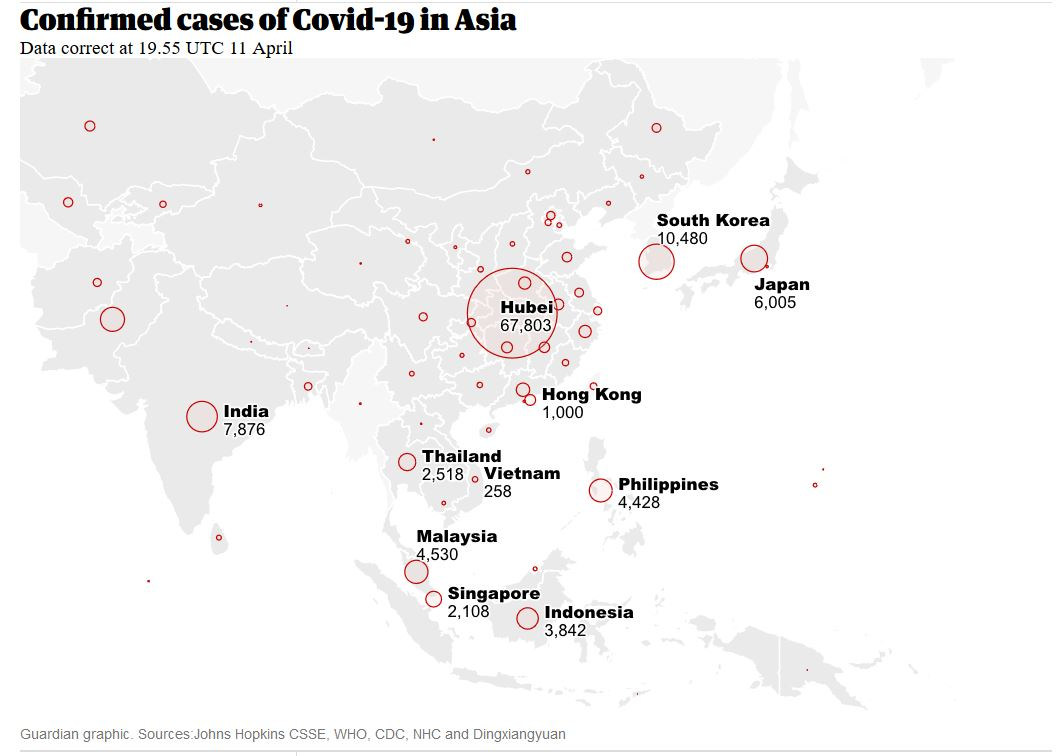 Confirmed cases of Covid-19 in Asia
Data correct at 19.55 UTC 11 April
South Korea
10,480
Japan
6,005
Hubei
67,803
Hong Kong
1,000
India
7,876
Thailand
2,518
Vietnam
258
Philippines
4,428
Malaysia
4,530
Singapore
2,108
Indonesia
3,842
Guardian graphic. Sources:Johns Hopkins CSSE, WHO, CDC, NHC and Dingxiangyuan